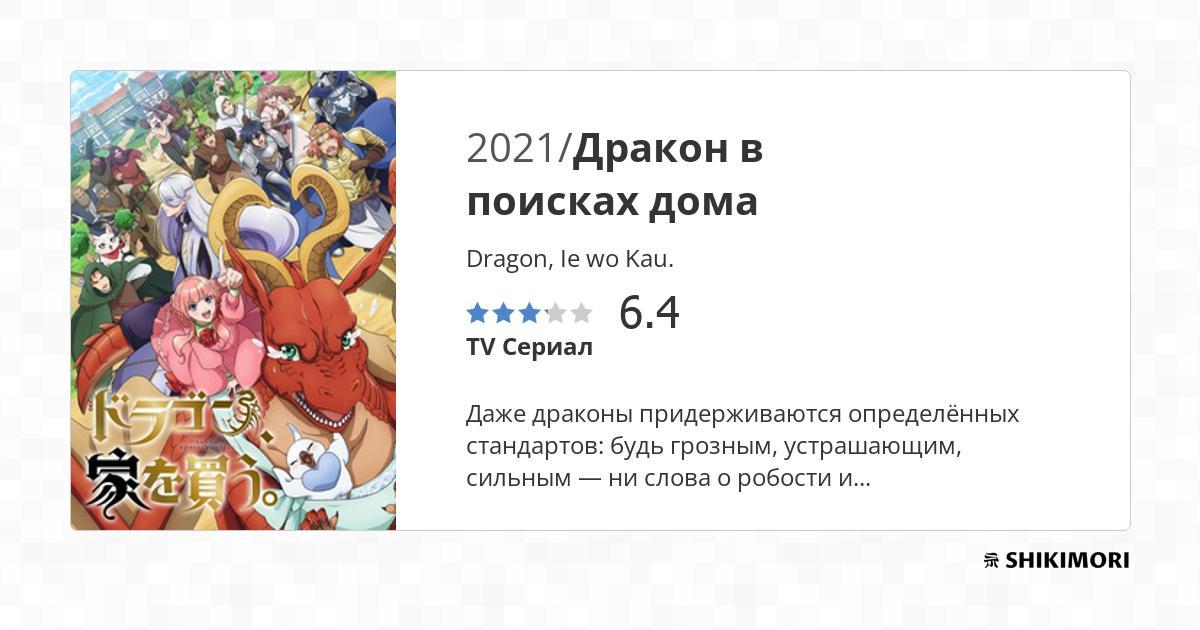 2021/Дракон в
поисках дома
Dragon, Ie wo Kau.
6.4
TV Сериал
Даже драконы придерживаются определённых
стандартов: будь грозным, устрашающим,
сильным — ни слова о робости и...
ドラゴン、
家を買う。
SHIKIMORI